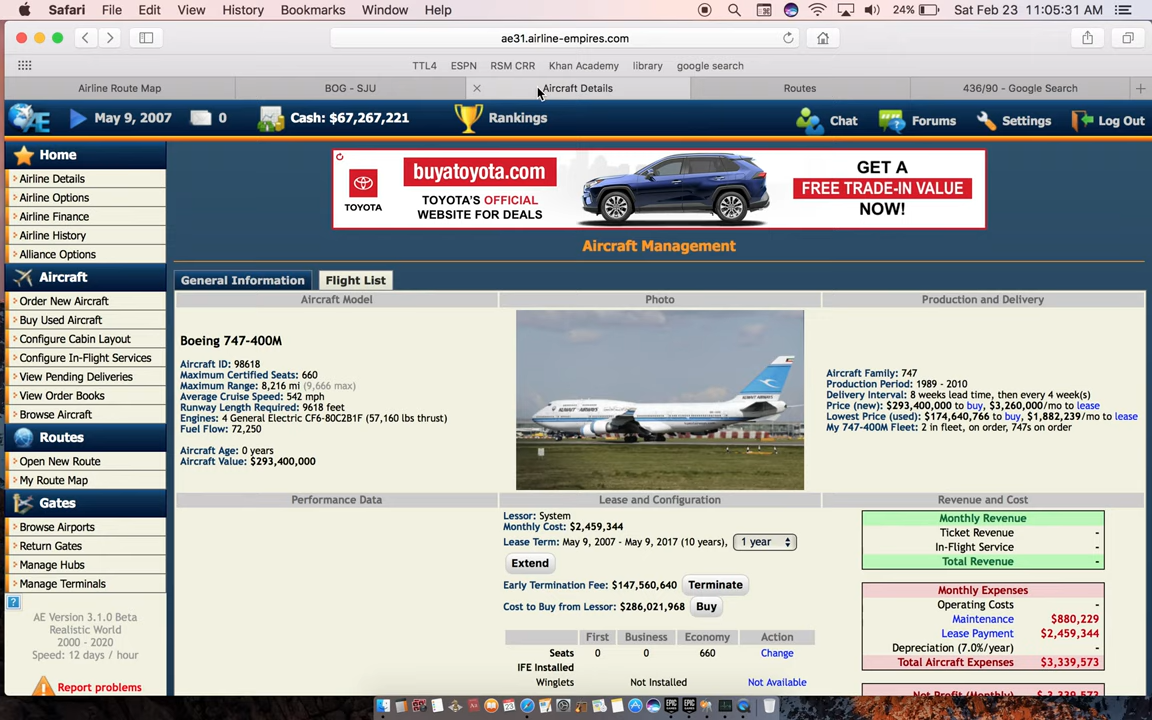 Safari File Edit View History Bookmarks Window Help 24% Sat Feb 23 11:05:31 AM
ae31.airline-empires.com
TTL4 ESPN RSM CRR Khan Academy library google search
Airline Route Map BOG - SJU Aircraft Details Routes 436/90 - Google Search
AE May 9, 2007 0 Cash: $67,267,211 Rankings Chat Forums Settings Log Out
Home
Airline Details
Airline Options
Airline Finance
Airline History
Alliance Options
Aircraft
Order New Aircraft
Buy Used Aircraft
Configure Cabin Layout
Configure In-Flight Services
View Pending Deliveries
View Order Books
Browse Aircraft
Routes
Open New Route
My Route Map
Gates
Browse Airports
Return Gates
Manage Hubs
Manage Terminals
?
AE Version 3.1.0 Beta
Realistic World
2000 - 2020
Speed: 12 days / hour
Report problems
TOYOTA
buyatoyota.com
TOYOTA'S OFFICIAL
WEBSITE FOR DEALS
GET A
FREE TRADE-IN VALUE
NOW!
Aircraft Management
General Information Flight List
Aircraft Model Photo Production and Delivery
Boeing 747-400M
Aircraft ID: 98618
Maximum Certified Seats: 660
Maximum Range: 8,216 mi (9,666 max)
Average Cruise Speed: 542 mph
Runway Length Required: 9618 feet
Engines: 4 General Electric CF6-80C2B1F (57,160 lbs thrust)
Fuel Flow: 72,250
Aircraft Age: 0 years
Aircraft Value: $293,400,000
KUWAIT AIRWAYS
Aircraft Family: 747
Production Period: 1989 - 2010
Delivery Interval: 8 weeks lead time, then every 4 week(s)
Price (new): $293,400,000 to buy, $3,260,000/mo to lease
Lowest Price (used): $174,640,766 to buy, $1,882,239/mo to lease
My 747-400M Fleet: 2 in fleet, on order, 747s on order
Performance Data Lease and Configuration Revenue and Cost
Lessor: System
Monthly Cost: $2,459,344
Lease Term: May 9, 2007 - May 9, 2017 (10 years), 1 year
Extend
Early Termination Fee: $147,560,640 Terminate
Cost to Buy from Lessor: $286,021,968 Buy
First Business Economy Action
Seats 0 0 660 Change
IFE Installed
Winglets Not Installed Not Available
Monthly Revenue
Ticket Revenue -
In-Flight Service -
Total Revenue -
Monthly Expenses
Operating Costs -
Maintenance $880,229
Lease Payment $2,459,344
Depreciation (7.0%/year) -
Total Aircraft Expenses $3,339,573
Net Profit (Monthly) $-3,339,573